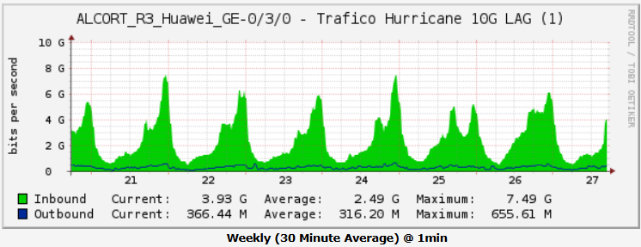 ALCORT_R3_Huawei_GE-0/3/0 - Trafico Hurricane 10G LAG (1)
RRDTOOL / TOBI OETIKER
bits per second
10 G
8 G
6 G
4 G
2 G
0
21 22 23 24 25 26 27
Inbound Current: 3.93 G Average: 2.49 G Maximum: 7.49 G
Outbound Current: 366.44 M Average: 316.20 M Maximum: 655.61 M
Weekly (30 Minute Average) @ 1min